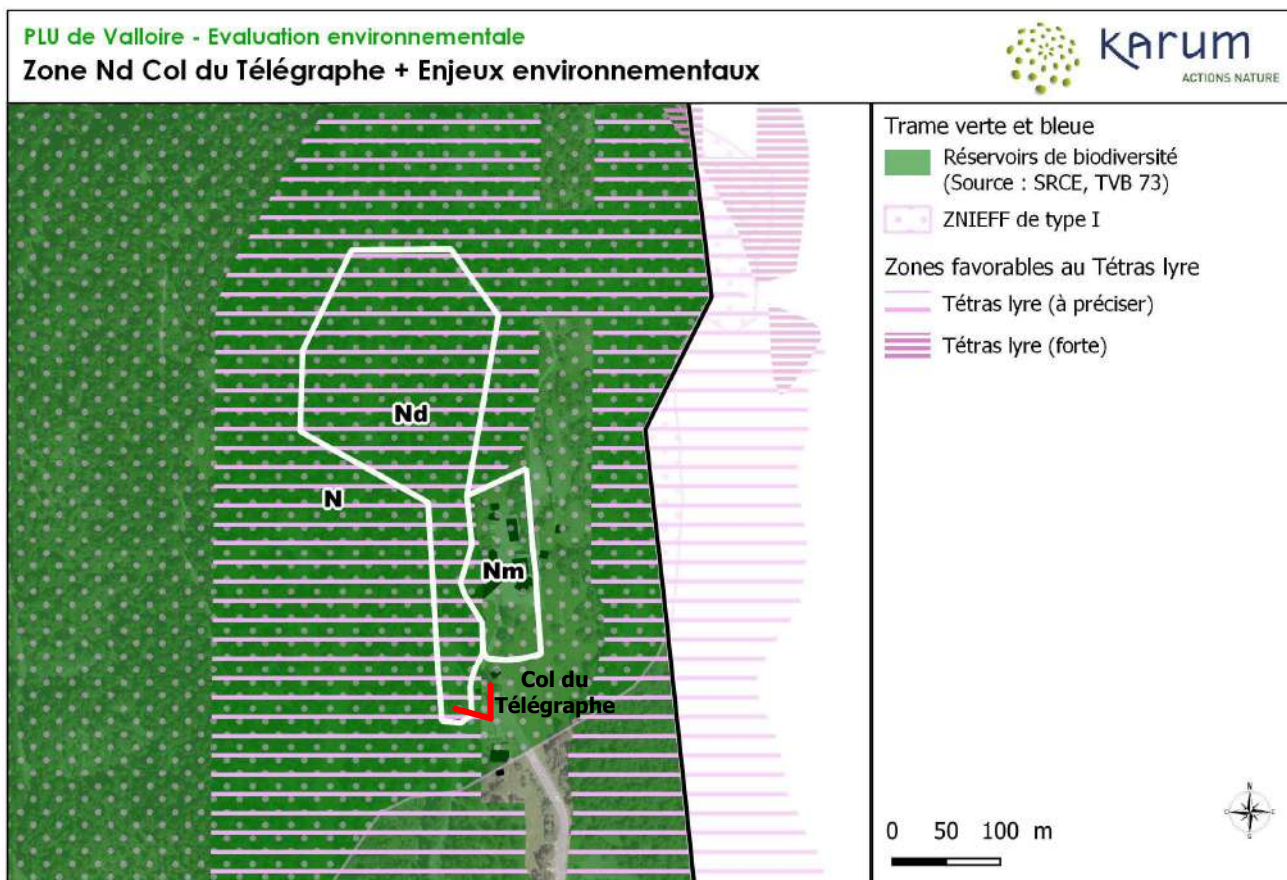 PLU de Valloire - Evaluation environnementale
Zone Nd Col du Télégraphe + Enjeux environnementaux
Karum
ACTIONS NATURE
Trame verte et bleue
Réservoirs de biodiversité
(Source : SRCE, TVB 73)
ZNIEFF de type I
Zones favorables au Tétras lyre
Tétras lyre (à préciser)
Tétras lyre (forte)
Nd
N
Nm
Col du
Télégraphe
0 50 100 m
N
O E
S